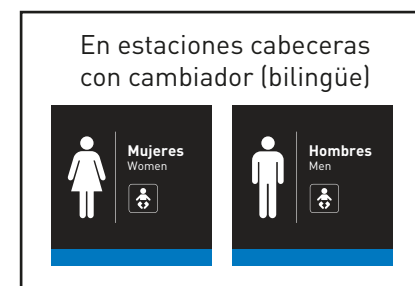 En estaciones cabeceras
con cambiador (bilingüe)
Mujeres
Women
Hombres
Men